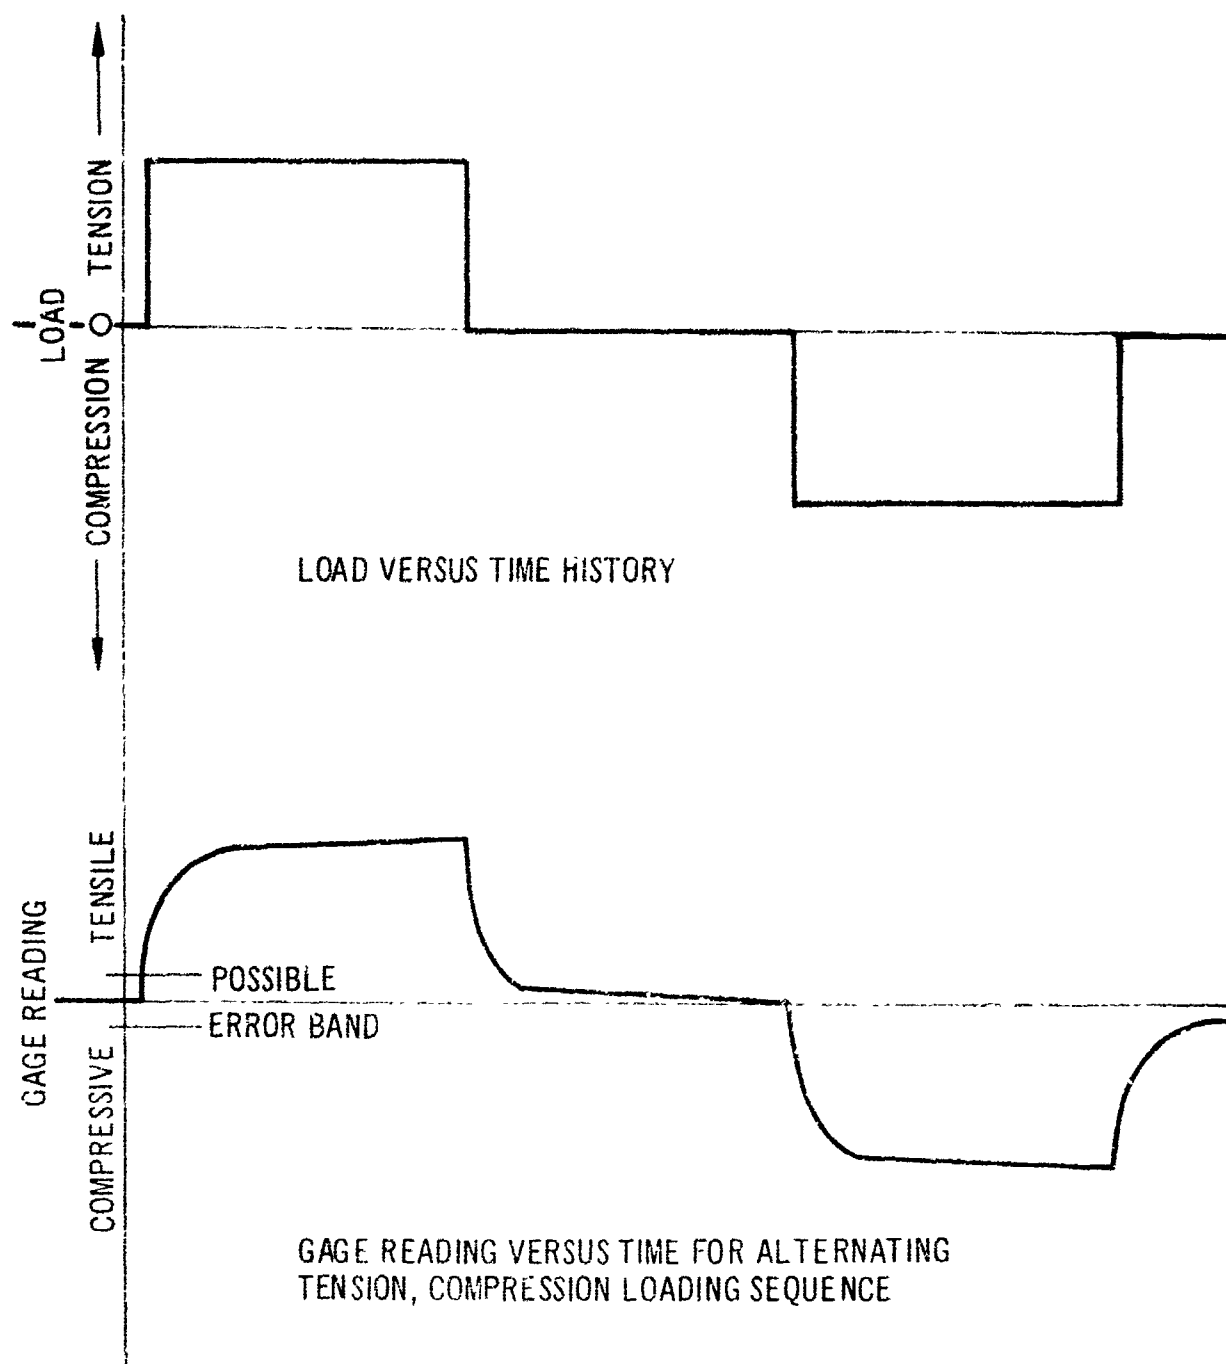 TENSION
LOAD
O
COMPRESSION
LOAD VERSUS TIME HISTORY
TENSILE
GAGE READING
POSSIBLE
ERROR BAND
COMPRESSIVE
GAGE READING VERSUS TIME FOR ALTERNATING
TENSION, COMPRESSION LOADING SEQUENCE